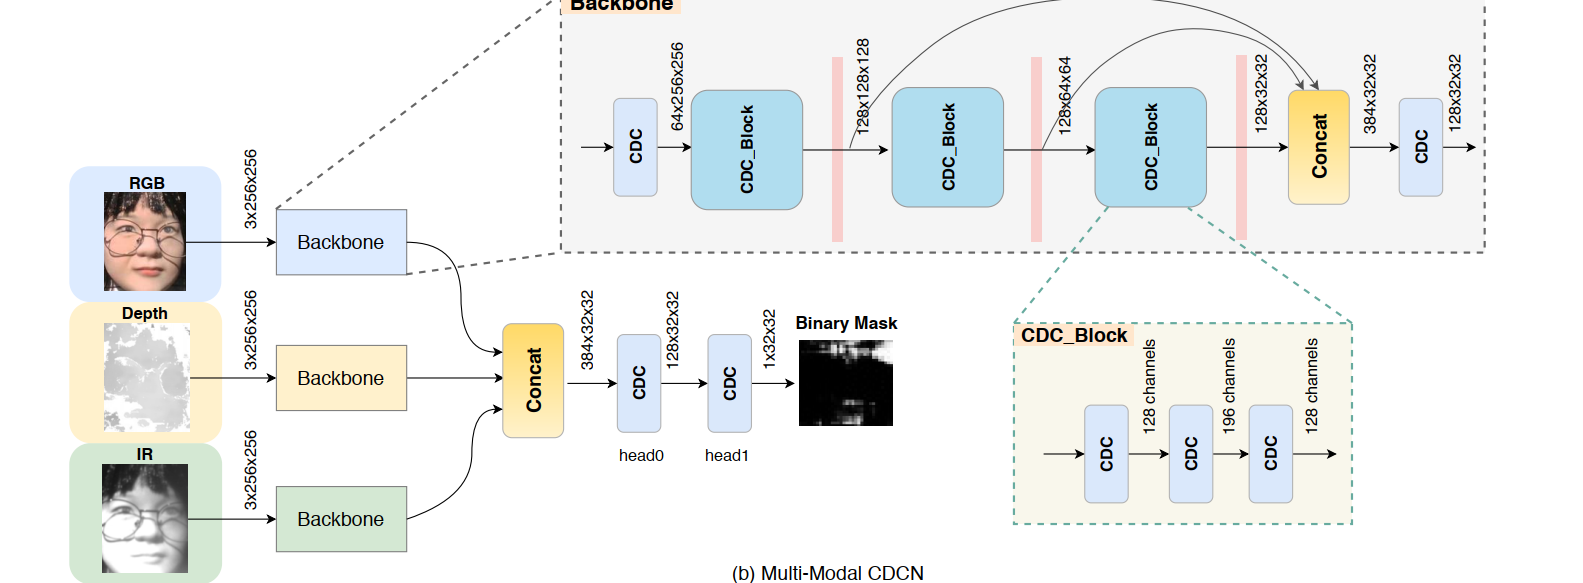 Backbone
64x256x256
128x128x128
128x64x64
128x32x32
384x32x32
128x32x32
CDC
CDC_Block
CDC_Block
CDC_Block
Concat
CDC
RGB
3x256x256
Backbone
Depth
3x256x256
Backbone
IR
3x256x256
Backbone
Concat
384x32x32
CDC
128x32x32
CDC
1x32x32
Binary Mask
head0
head1
CDC_Block
CDC
128 channels
CDC
196 channels
CDC
128 channels
(b) Multi-Modal CDCN